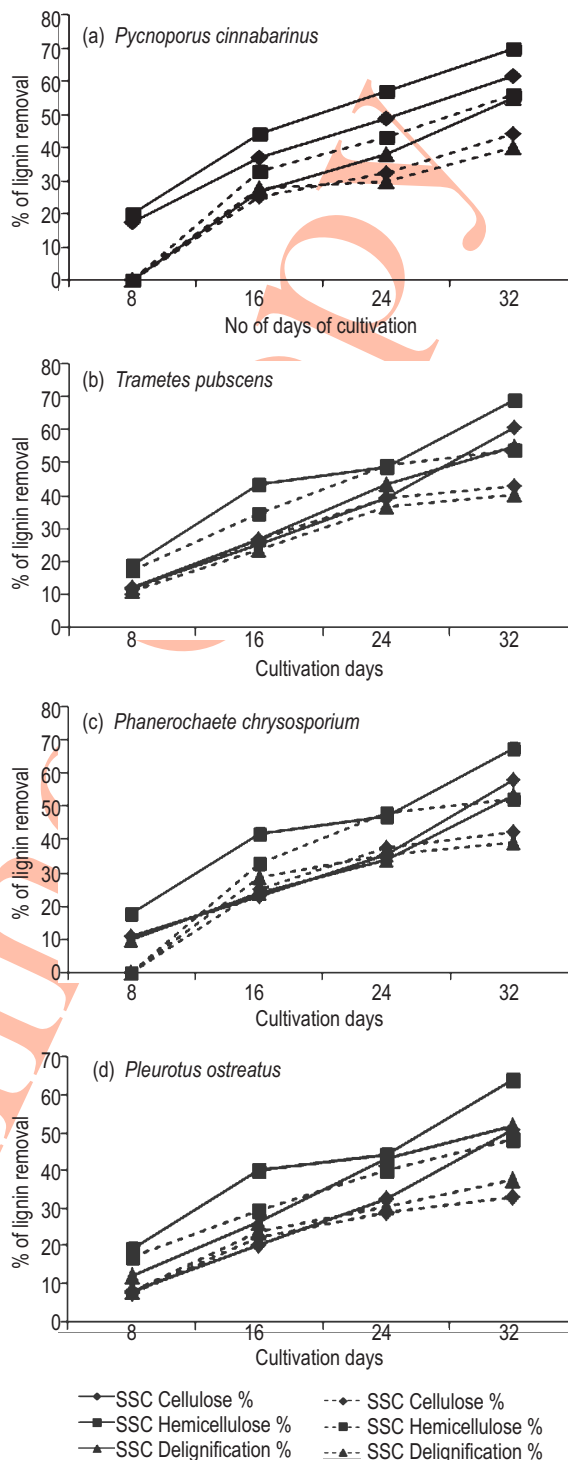 80
(a) Pycnoporus cinnabarinus
70
60
50
40
30
20
10
0
% of lignin removal
8 16 24 32
No of days of cultivation
(b) Trametes pubscens
80
70
60
50
40
30
20
10
0
% of lignin removal
8 16 24 32
Cultivation days
80
(c) Phanerochaete chrysosporium
70
60
50
40
30
20
10
0
% of lignin removal
8 16 24 32
Cultivation days
70
(d) Pleurotus ostreatus
60
50
40
30
20
10
0
% of lignin removal
8 16 24 32
Cultivation days
SSC Cellulose % SSC Cellulose %
SSC Hemicellulose % SSC Hemicellulose %
SSC Delignification % SSC Delignification %